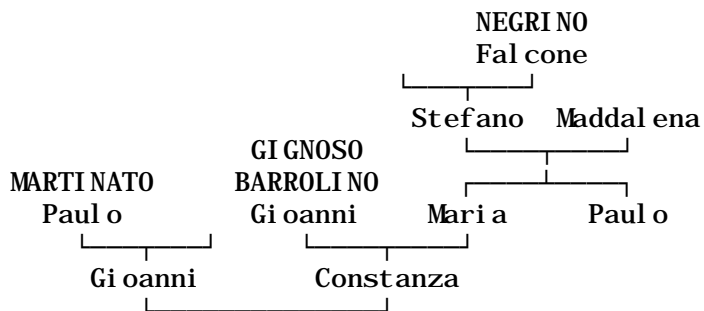 NEGRINO
Falcone
Stefano Maddalena
GIGNOSO
MARTINATO BARROLINO
Paulo Gioanni Maria Paulo
Gioanni Constanza